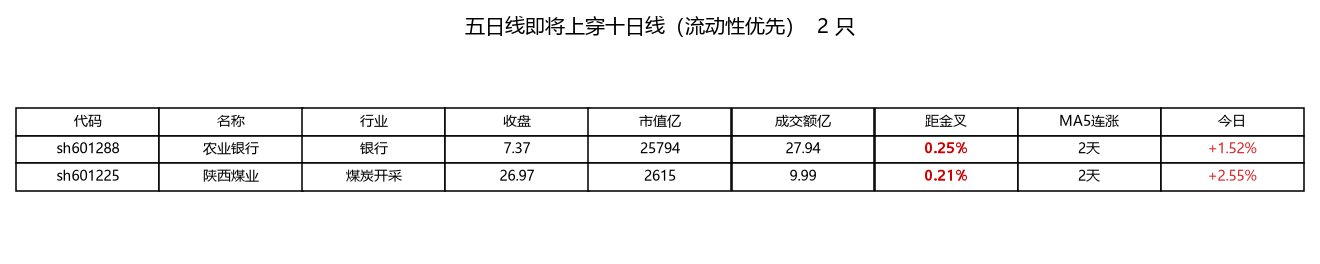 五日线即将上穿十日线（流动性优先） 2 只
代码 名称 行业 收盘 市值亿 成交额亿 距金叉 MA5连涨 今日
sh601288 农业银行 银行 7.37 25794 27.94 0.25% 2天 +1.52%
sh601225 陕西煤业 煤炭开采 26.97 2615 9.99 0.21% 2天 +2.55%